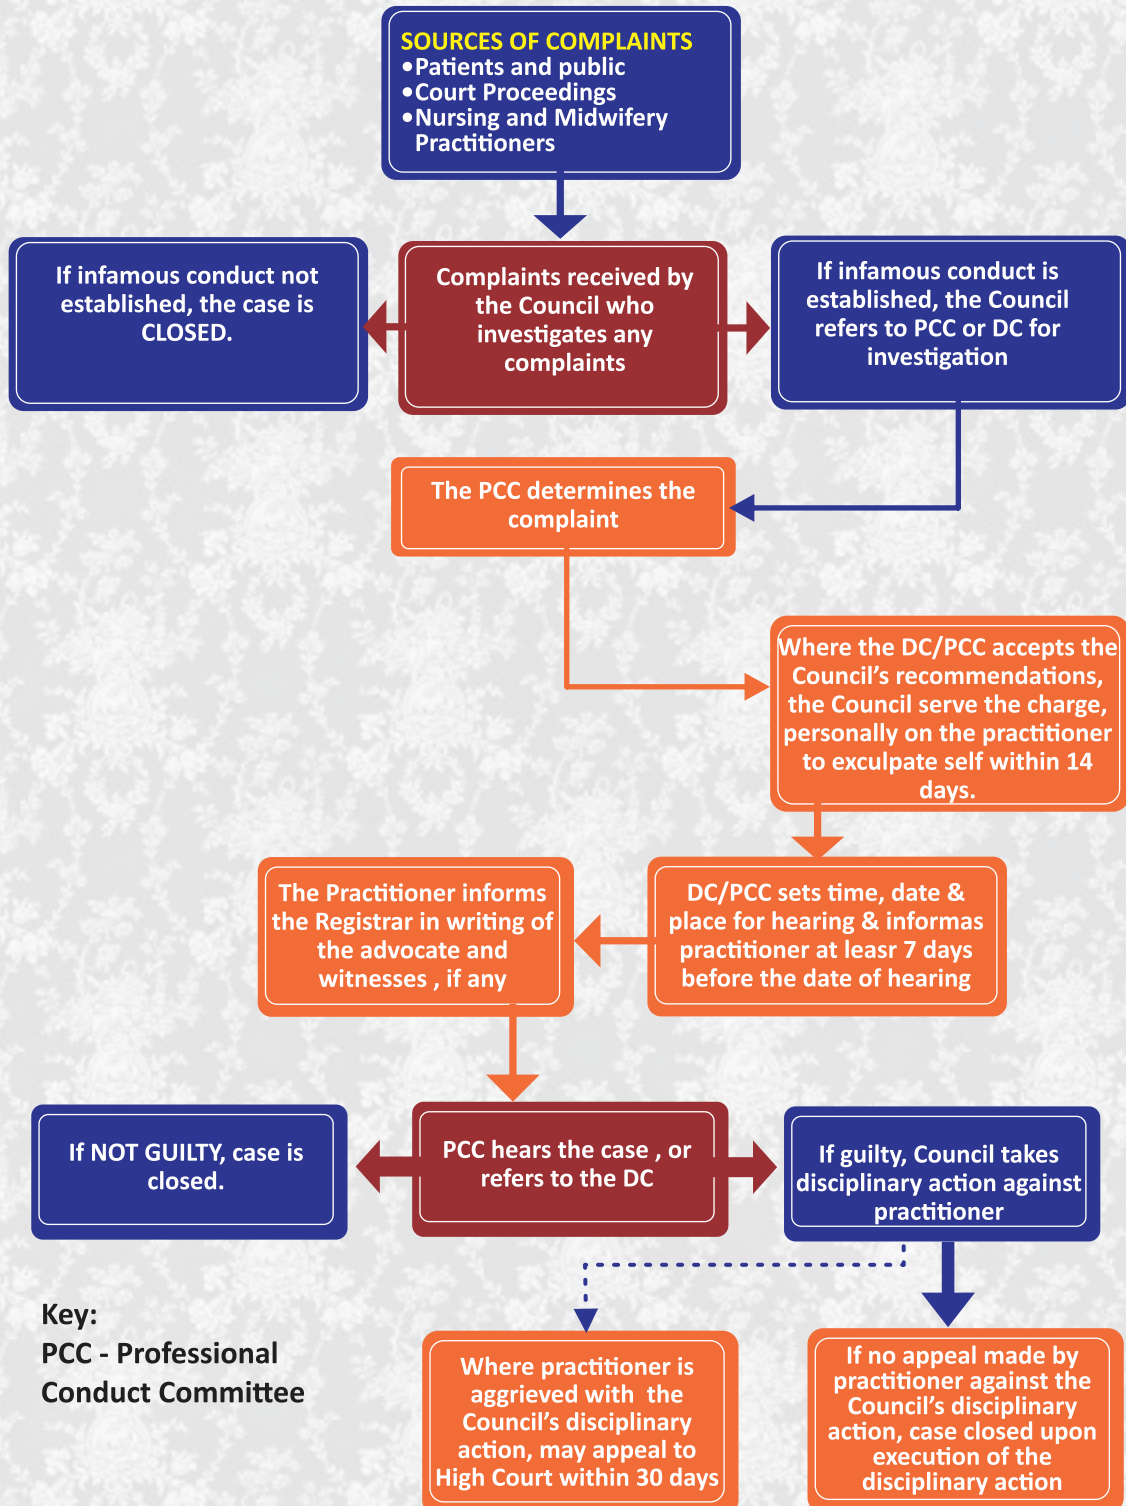 SOURCES OF COMPLAINTS
•Patients and public
•Court Proceedings
•Nursing and Midwifery
Practitioners
If infamous conduct not
established, the case is
CLOSED.
Complaints received by
the Council who
investigates any
complaints
If infamous conduct is
established, the Council
refers to PCC or DC for
investigation
The PCC determines the
complaint
Where the DC/PCC accepts the
Council’s recommendations,
the Council serve the charge,
personally on the practitioner
to exculpate self within 14
days.
The Practitioner informs
the Registrar in writing of
the advocate and
witnesses , if any
DC/PCC sets time, date &
place for hearing & informas
practitioner at leasr 7 days
before the date of hearing
If NOT GUILTY, case is
closed.
PCC hears the case , or
refers to the DC
If guilty, Council takes
disciplinary action against
practitioner
Key:
PCC - Professional
Conduct Committee
Where practitioner is
aggrieved with the
Council’s disciplinary
action, may appeal to
High Court within 30 days
If no appeal made by
practitioner against the
Council’s disciplinary
action, case closed upon
execution of the
disciplinary action